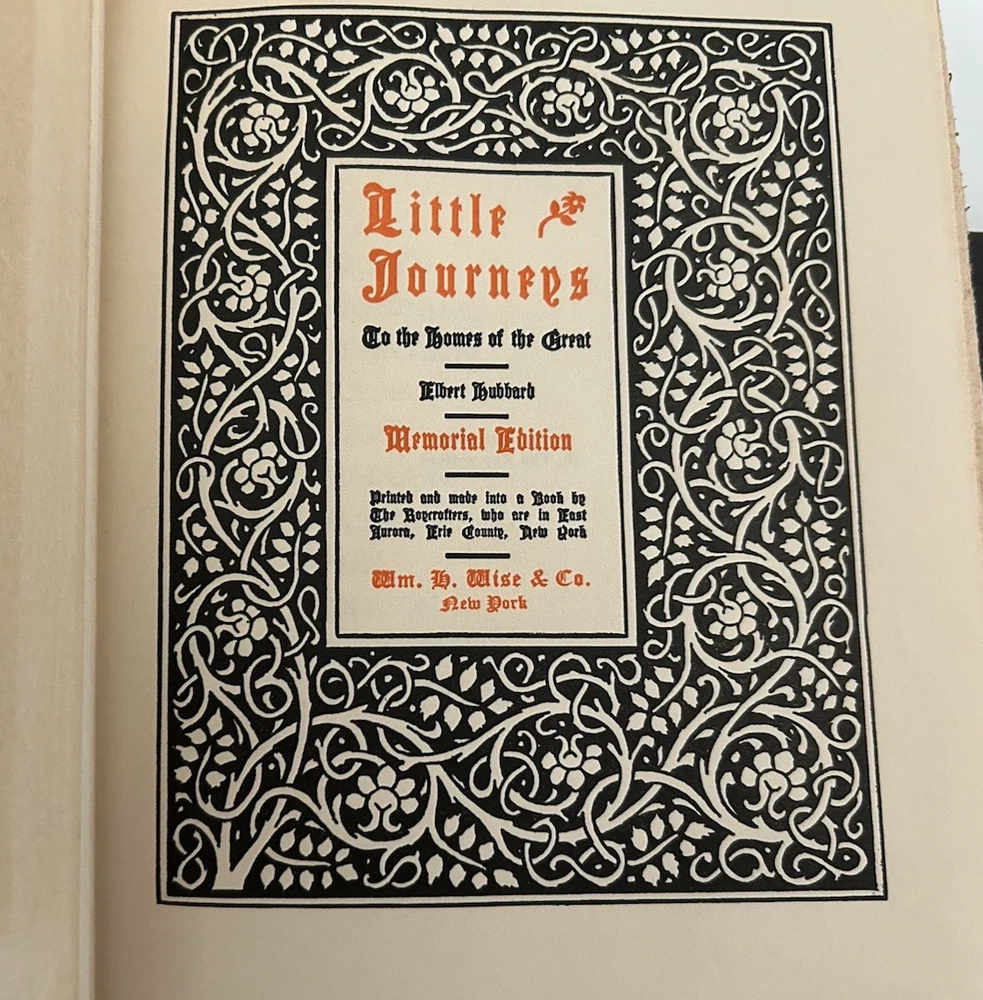 Little
Journeys
To the Homes of the Great
Elbert Hubbard
Memorial Edition
Printed and made into a Book by
The Roycrofters, who are in East
Aurora, Erie County, New York
Wm. H. Wise & Co.
New York